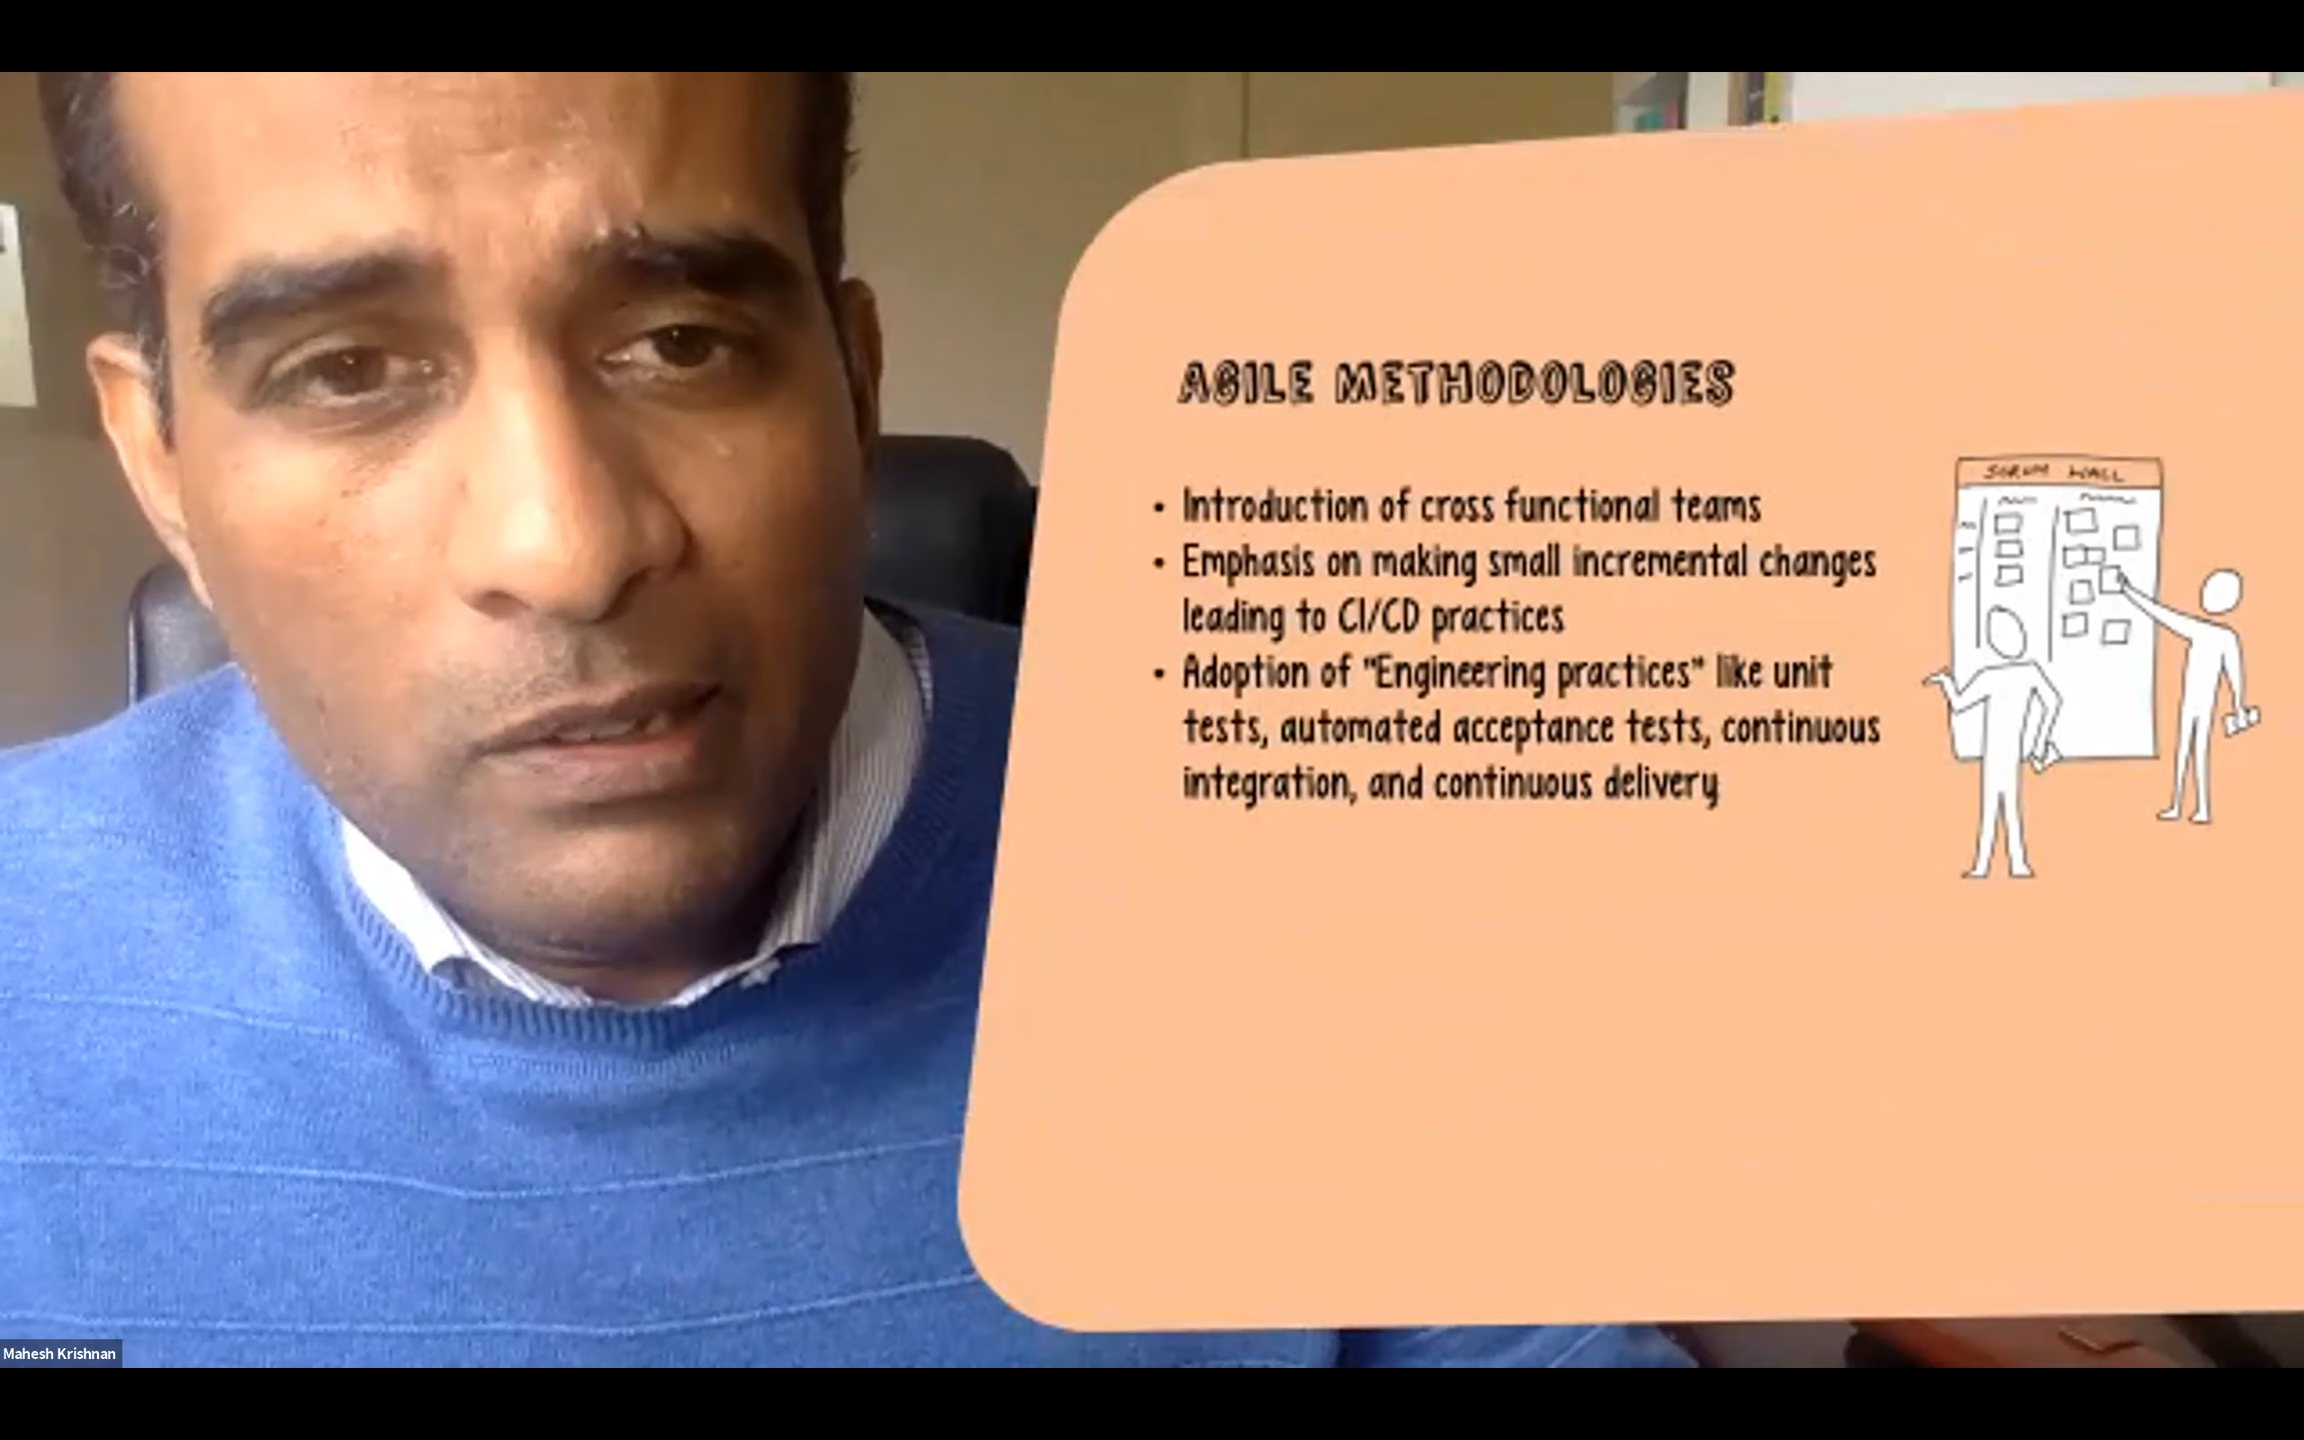 AGILE METHODOLOGIES
• Introduction of cross functional teams
• Emphasis on making small incremental changes
leading to CI/CD practices
• Adoption of "Engineering practices" like unit
tests, automated acceptance tests, continuous
integration, and continuous delivery
SCRUM WALL
Mahesh Krishnan